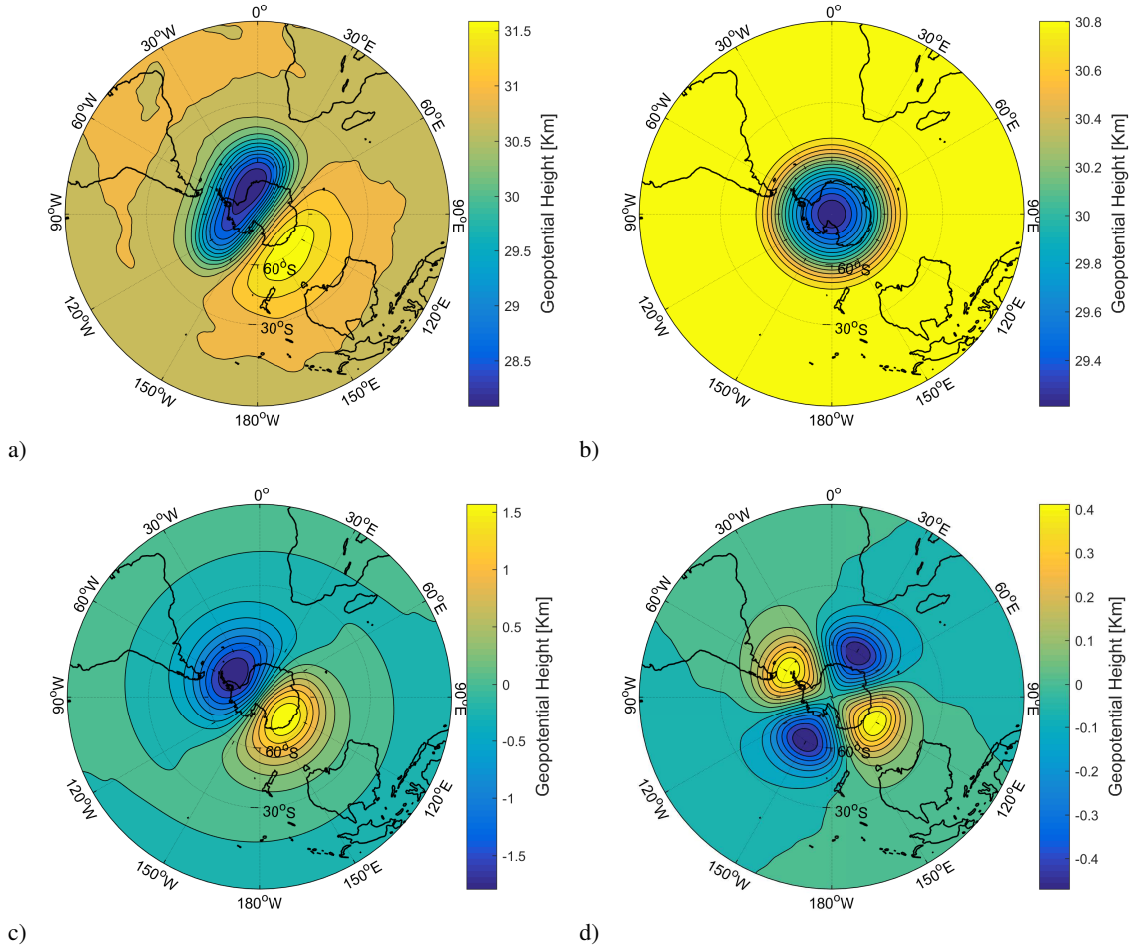 0°
30°E
60°E
90°E
120°E
150°E
180°W
150°W
120°W
90°W
60°W
30°W
60°S
30°S
31.5
31
30.5
30
29.5
29
28.5
Geopotential Height [Km]
a)
0°
30°E
60°E
90°E
120°E
150°E
180°W
150°W
120°W
90°W
60°W
30°W
60°S
30°S
30.8
30.6
30.4
30.2
30
29.8
29.6
29.4
Geopotential Height [Km]
b)
0°
30°E
60°E
90°E
120°E
150°E
180°W
150°W
120°W
90°W
60°W
30°W
60°S
30°S
1.5
1
0.5
0
-0.5
-1
-1.5
Geopotential Height [Km]
c)
0°
30°E
60°E
90°E
120°E
150°E
180°W
150°W
120°W
90°W
60°W
30°W
60°S
30°S
0.4
0.3
0.2
0.1
0
-0.1
-0.2
-0.3
-0.4
Geopotential Height [Km]
d)